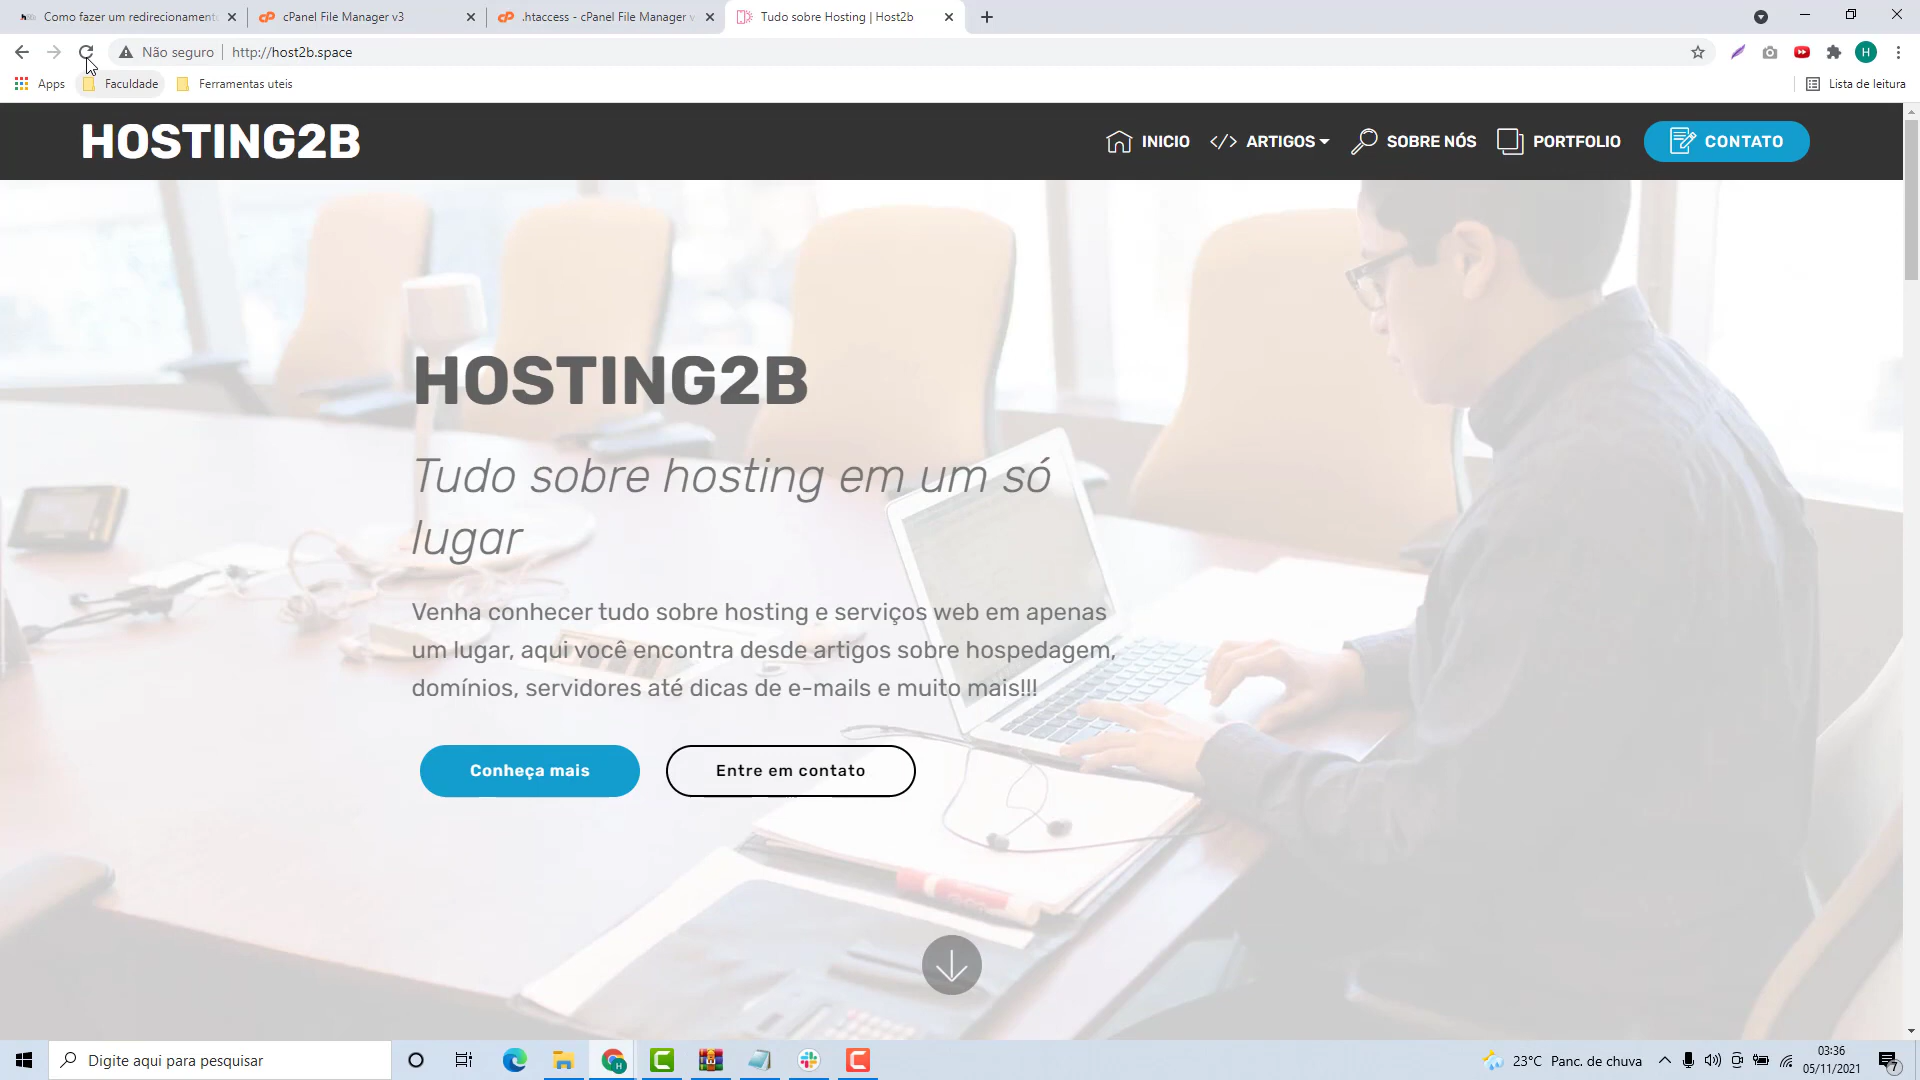 Como fazer um redirecionament
cPanel File Manager v3
.htaccess - cPanel File Manager v
Tudo sobre Hosting | Host2b
Não seguro
http://host2b.space
H
Apps
Faculdade
Ferramentas uteis
Lista de leitura
HOSTING2B
INICIO
ARTIGOS
SOBRE NÓS
PORTFOLIO
CONTATO
HOSTING2B
Tudo sobre hosting em um só
lugar
Venha conhecer tudo sobre hosting e serviços web em apenas
um lugar, aqui você encontra desde artigos sobre hospedagem,
domínios, servidores até dicas de e-mails e muito mais!!!
Conheça mais
Entre em contato
Digite aqui para pesquisar
23°C Panc. de chuva
03:36
05/11/2021
7